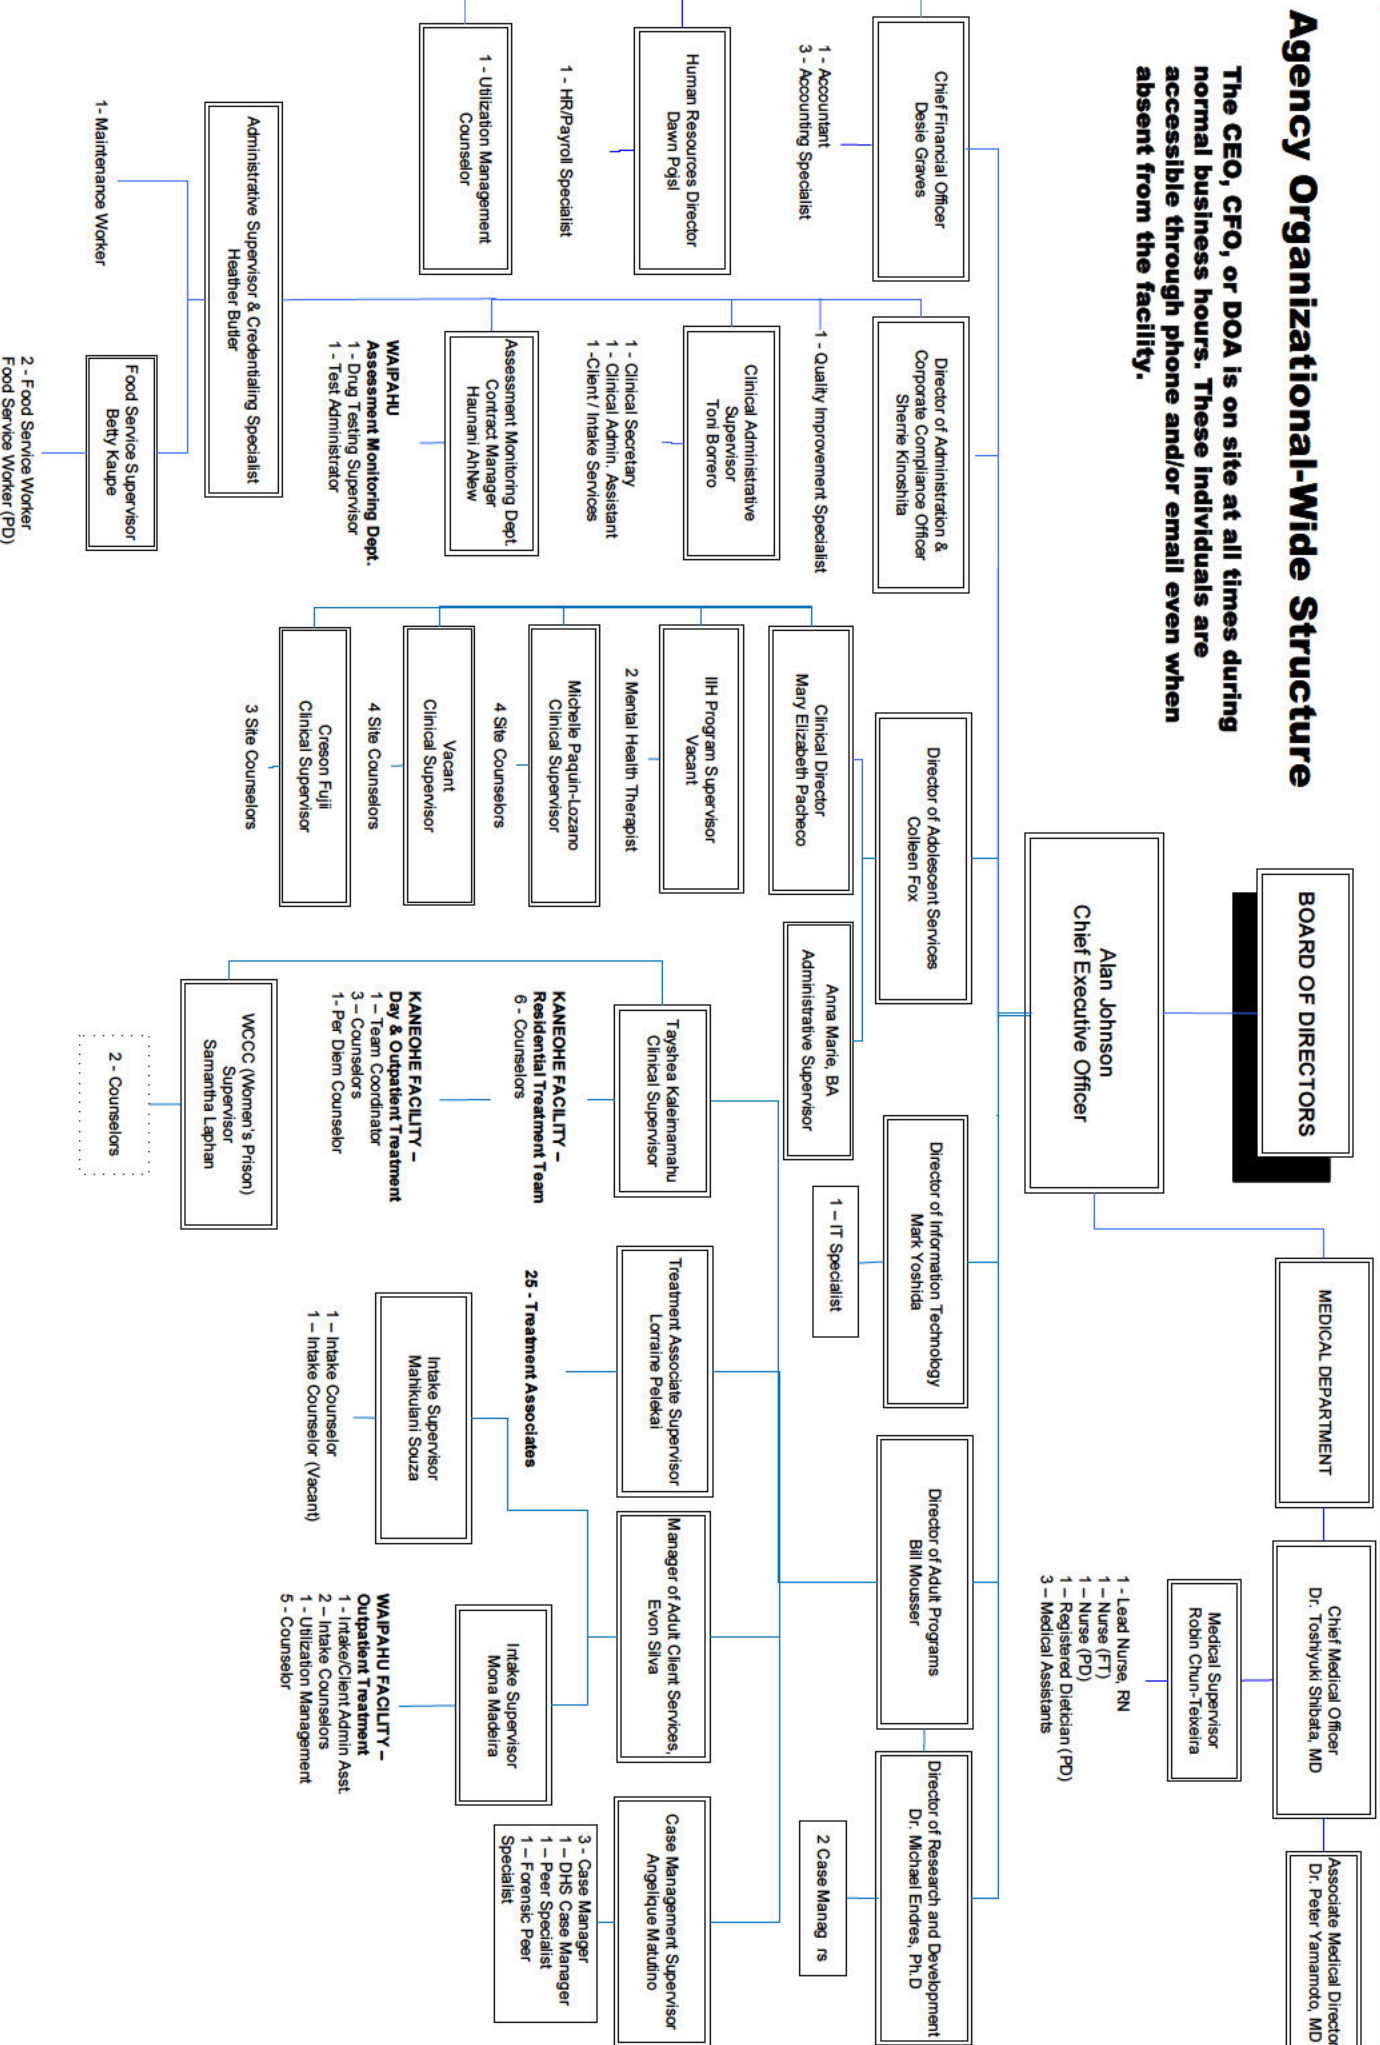 Agency Organizational-Wide Structure
The CEO, CFO, or DOA is on site at all times during
normal business hours. These individuals are
accessible through phone and/or email even when
absent from the facility.
BOARD OF DIRECTORS
Alan Johnson
Chief Executive Officer
MEDICAL DEPARTMENT
Chief Medical Officer
Dr. Toshiyuki Shibata, MD
Associate Medical Director
Dr. Peter Yamamoto, MD
Medical Supervisor
Robin Chun-Teixeira
1 - Lead Nurse, RN
1 – Nurse (FT)
1 – Nurse (PD)
1 – Registered Dietician (PD)
3 – Medical Assistants
Chief Financial Officer
Desie Graves
1 - Accountant
3 - Accounting Specialist
Human Resources Director
Dawn Pojsl
1 - HR/Payroll Specialist
1 - Utilization Management
Counselor
Director of Administration &
Corporate Compliance Officer
Sherrie Kinoshita
1 - Quality Improvement Specialist
Clinical Administrative
Supervisor
Toni Borrero
1 - Clinical Secretary
1 - Clinical Admin. Assistant
1 -Client / Intake Services
Assessment Monitoring Dept.
Contract Manager
Haunani AhNew
WAIPAHU
Assessment Monitoring Dept.
1 - Drug Testing Supervisor
1 - Test Administrator
Administrative Supervisor & Credentialing Specialist
Heather Butler
1- Maintenance Worker
Food Service Supervisor
Betty Kaupe
2 - Food Service Worker
Food Service Worker (PD)
Director of Adolescent Services
Colleen Fox
Clinical Director
Mary Elizabeth Pacheco
Anna Marie, BA
Administrative Supervisor
IIH Program Supervisor
Vacant
2 Mental Health Therapist
Michelle Paquin-Lozano
Clinical Supervisor
4 Site Counselors
Vacant
Clinical Supervisor
4 Site Counselors
Creson Fujii
Clinical Supervisor
3 Site Counselors
Director of Information Technology
Mark Yoshida
1 – IT Specialist
Director of Adult Programs
Bill Mousser
Director of Research and Development
Dr. Michael Endres, Ph.D
2 Case Manag rs
Tayshea Kaleimamahu
Clinical Supervisor
KANEOHE FACILITY –
Residential Treatment Team
6 - Counselors
KANEOHE FACILITY –
Day & Outpatient Treatment
1 – Team Coordinator
3 – Counselors
1- Per Diem Counselor
WCCC (Women's Prison)
Supervisor
Samantha Laphan
2 - Counselors
Treatment Associate Supervisor
Lorraine Pelekai
25 - Treatment Associates
Manager of Adult Client Services,
Evon Silva
Intake Supervisor
Mahikulani Souza
1 – Intake Counselor
1 – Intake Counselor (Vacant)
Intake Supervisor
Mona Madeira
WAIPAHU FACILITY –
Outpatient Treatment
1 - Intake/Client Admin Asst.
2 – Intake Counselors
1 - Utilization Management
5 - Counselor
Case Management Supervisor
Angelique Matutino
3 - Case Manager
1 – DHS Case Manager
1 – Peer Specialist
1 – Forensic Peer
Specialist